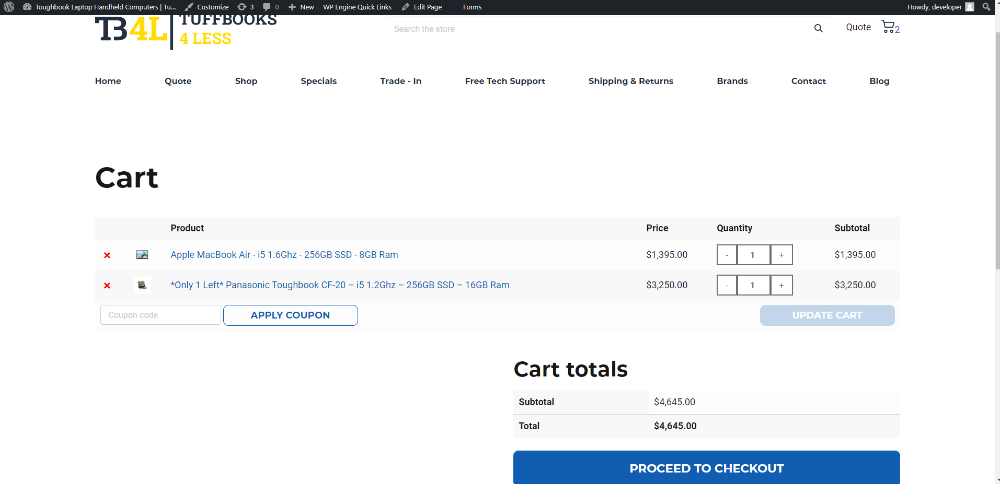 Toughbook Laptop Handheld Computers | Tu... Customize 3 0 New WP Engine Quick Links Edit Page Forms Howdy, developer
TB4L TUFFBOOKS
4 LESS
Search the store Quote 2
Home Quote Shop Specials Trade - In Free Tech Support Shipping & Returns Brands Contact Blog
Cart
Product Price Quantity Subtotal
× Apple MacBook Air - i5 1.6Ghz - 256GB SSD - 8GB Ram $1,395.00 - 1 + $1,395.00
× *Only 1 Left* Panasonic Toughbook CF-20 – i5 1.2Ghz – 256GB SSD – 16GB Ram $3,250.00 - 1 + $3,250.00
Coupon code APPLY COUPON UPDATE CART
Cart totals
Subtotal $4,645.00
Total $4,645.00
PROCEED TO CHECKOUT